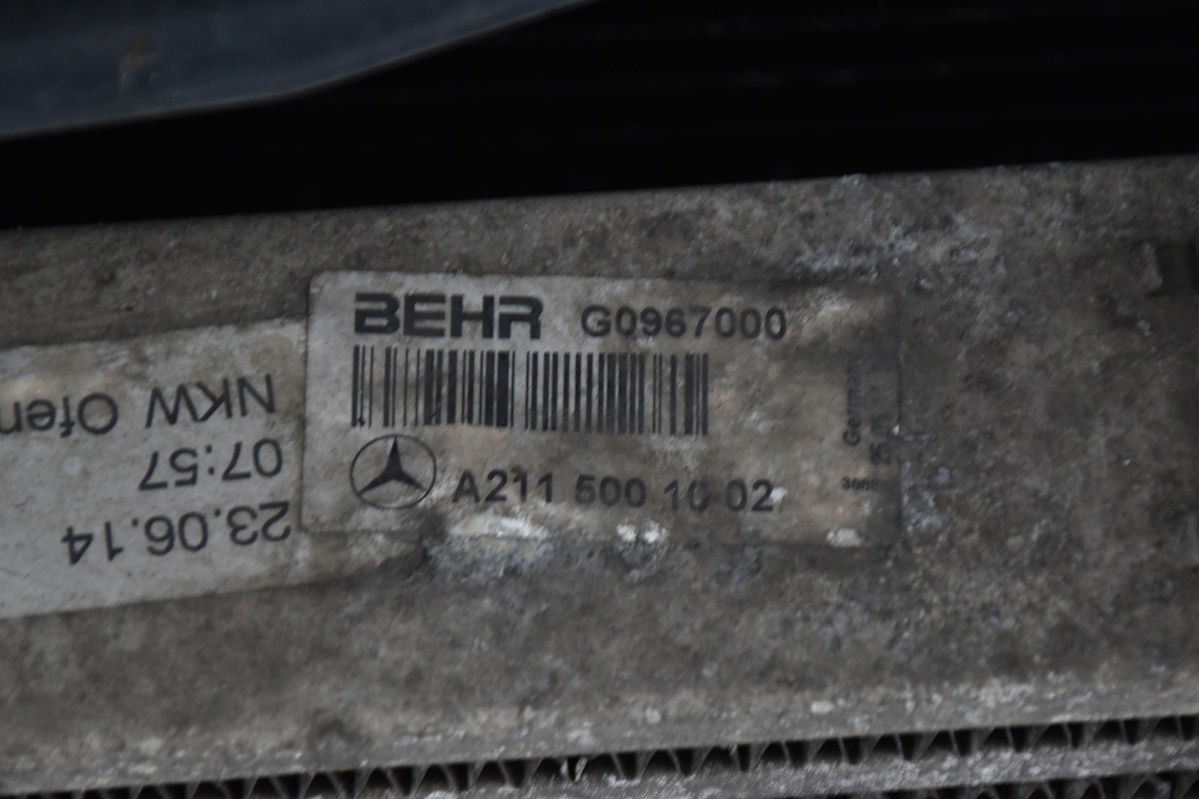 BEHR G0967000
A211 500 10 02
23.06.14
07:57
NKW Ofen